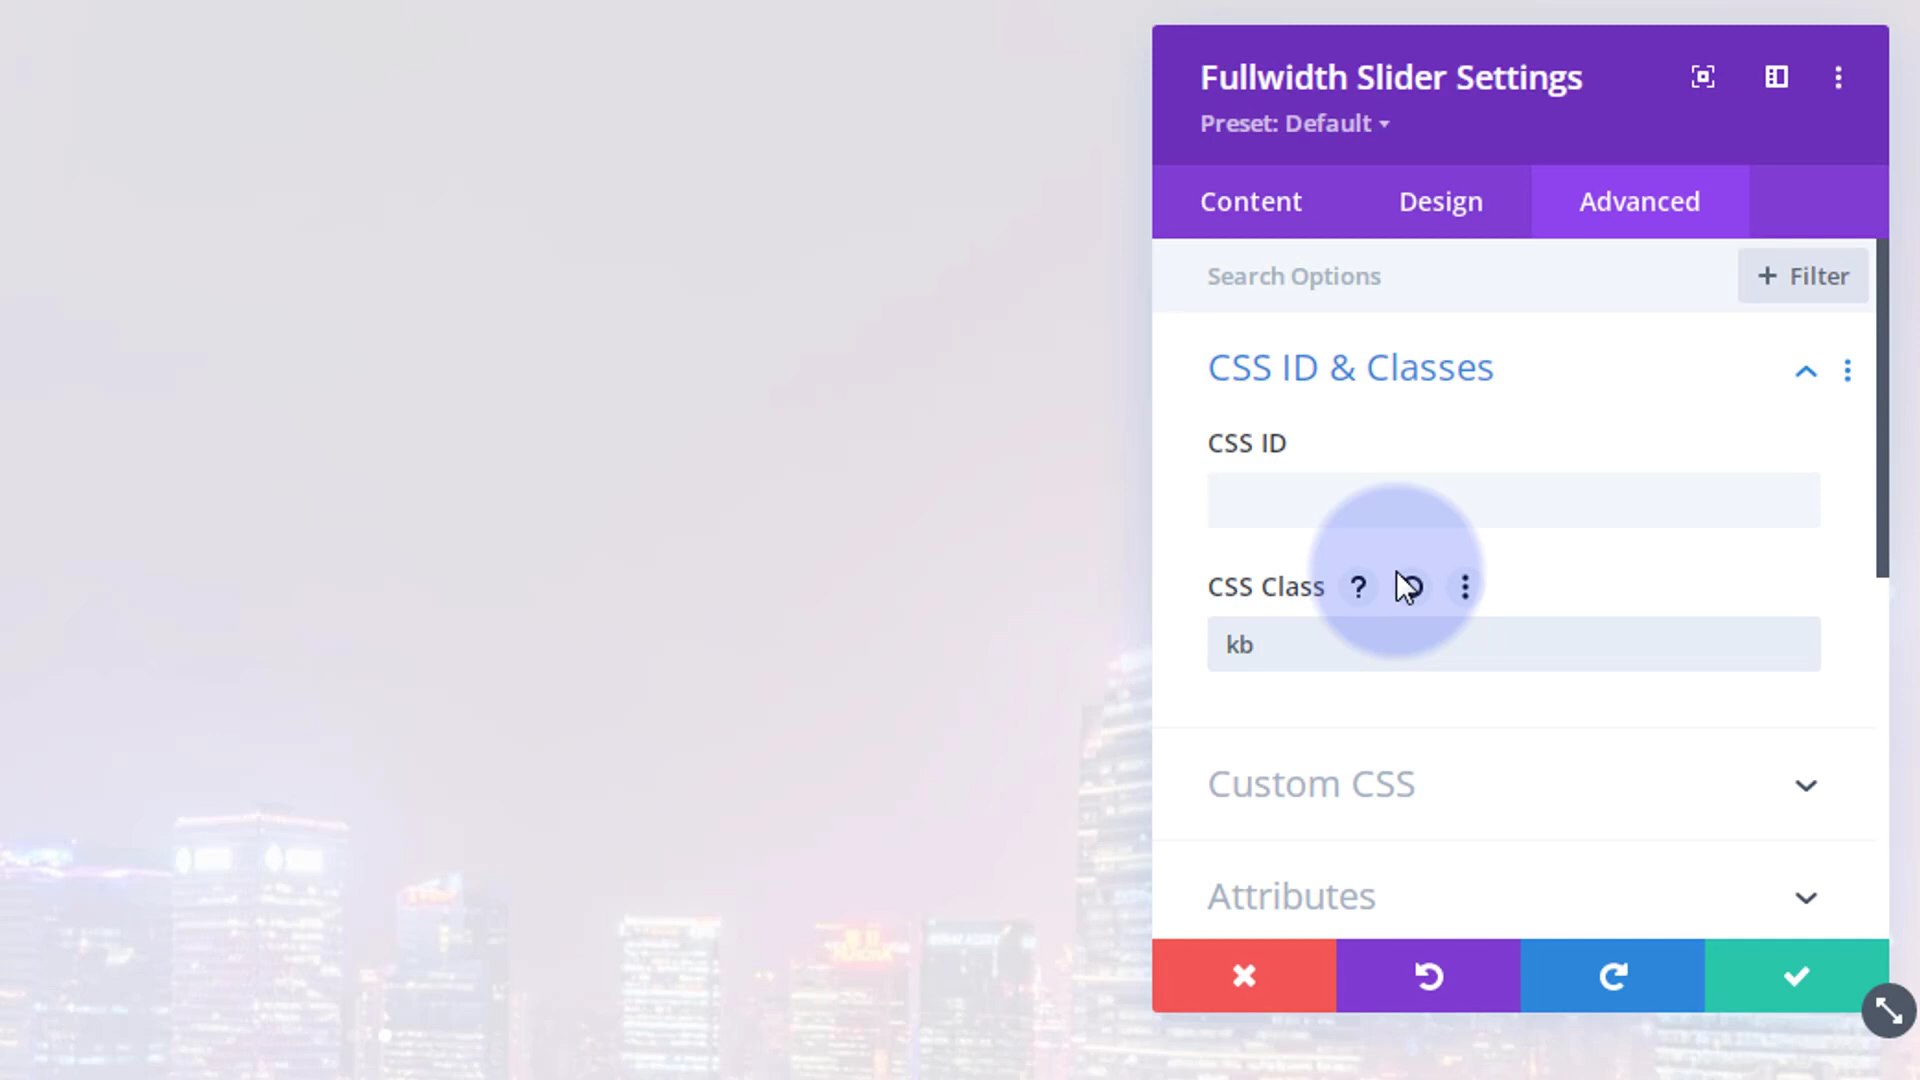 Fullwidth Slider Settings
Preset: Default
Content Design Advanced
Search Options
+ Filter
CSS ID & Classes
CSS ID
CSS Class ?
kb
Custom CSS
Attributes